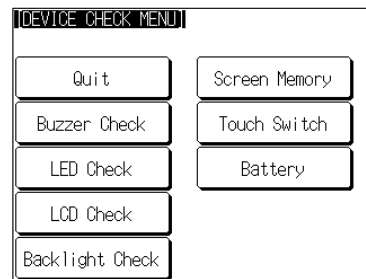 [DEVICE CHECK MENU]
Quit
Screen Memory
Buzzer Check
Touch Switch
LED Check
Battery
LCD Check
Backlight Check